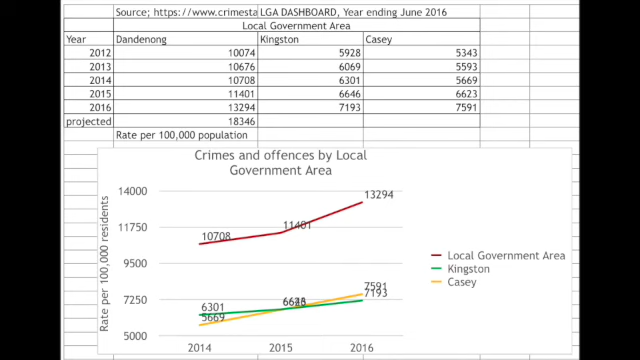 Source; https://www.crimesta LGA DASHBOARD, Year ending June 2016
Local Government Area
Year Dandenong Kingston Casey
2012 10074 5928 5343
2013 10676 6069 5593
2014 10708 6301 5669
2015 11401 6646 6623
2016 13294 7193 7591
projected 18346
Rate per 100,000 population
Crimes and offences by Local
Government Area
Rate per 100,000 residents
14000
11750
9500
7250
5000
10708
11401
13294
6301
5669
6646
6623
7591
7193
2014 2015 2016
Local Government Area
Kingston
Casey